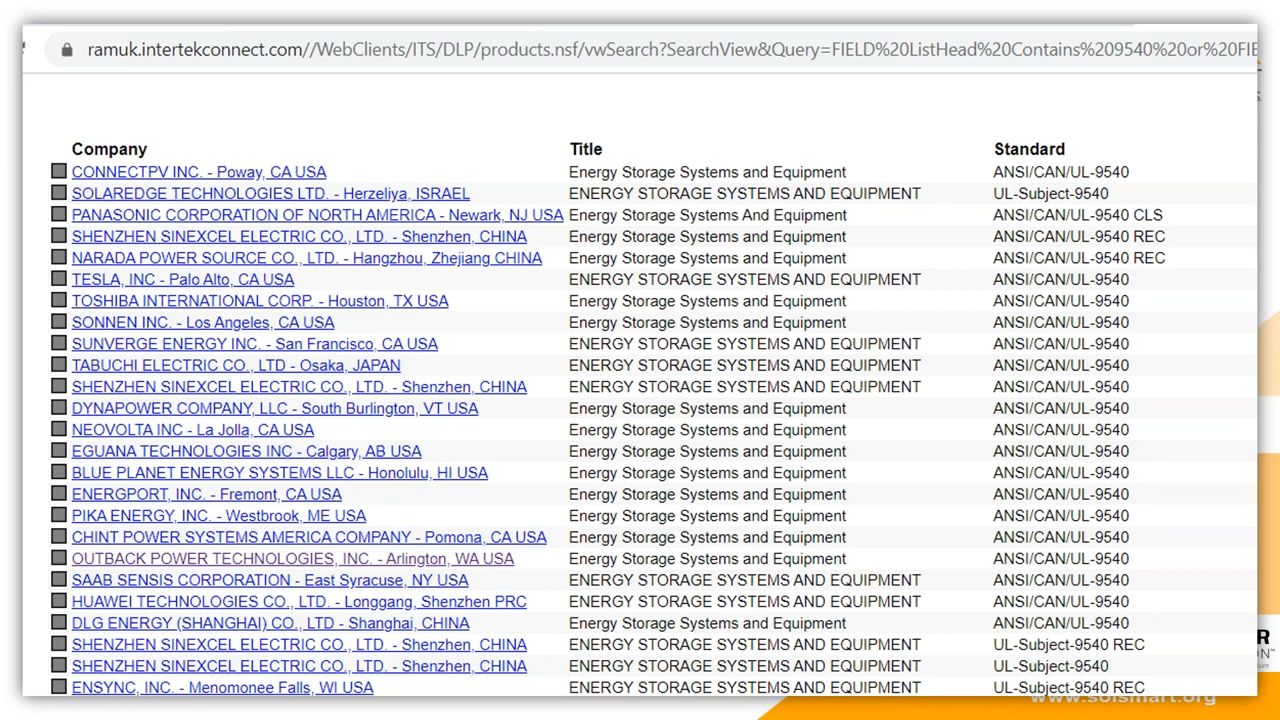 ramuk.intertekconnect.com//WebClients/ITS/DLP/products.nsf/vwSearch?SearchView&Query=FIELD%20ListHead%20Contains%209540%20or%20FIE
Company Title Standard
CONNECTPV INC. - Poway, CA USA Energy Storage Systems and Equipment ANSI/CAN/UL-9540
SOLAREDGE TECHNOLOGIES LTD. - Herzeliya, ISRAEL ENERGY STORAGE SYSTEMS AND EQUIPMENT UL-Subject-9540
PANASONIC CORPORATION OF NORTH AMERICA - Newark, NJ USA Energy Storage Systems And Equipment ANSI/CAN/UL-9540 CLS
SHENZHEN SINEXCEL ELECTRIC CO., LTD. - Shenzhen, CHINA Energy Storage Systems and Equipment ANSI/CAN/UL-9540 REC
NARADA POWER SOURCE CO., LTD. - Hangzhou, Zhejiang CHINA Energy Storage Systems and Equipment ANSI/CAN/UL-9540 REC
TESLA, INC - Palo Alto, CA USA ENERGY STORAGE SYSTEMS AND EQUIPMENT ANSI/CAN/UL-9540
TOSHIBA INTERNATIONAL CORP. - Houston, TX USA Energy Storage Systems and Equipment ANSI/CAN/UL-9540
SONNEN INC. - Los Angeles, CA USA Energy Storage Systems and Equipment ANSI/CAN/UL-9540
SUNVERGE ENERGY INC. - San Francisco, CA USA ENERGY STORAGE SYSTEMS AND EQUIPMENT ANSI/CAN/UL-9540
TABUCHI ELECTRIC CO., LTD - Osaka, JAPAN ENERGY STORAGE SYSTEMS AND EQUIPMENT ANSI/CAN/UL-9540
SHENZHEN SINEXCEL ELECTRIC CO., LTD. - Shenzhen, CHINA ENERGY STORAGE SYSTEMS AND EQUIPMENT ANSI/CAN/UL-9540
DYNAPOWER COMPANY, LLC - South Burlington, VT USA Energy Storage Systems and Equipment ANSI/CAN/UL-9540
NEOVOLTA INC - La Jolla, CA USA Energy Storage Systems and Equipment ANSI/CAN/UL-9540
EGUANA TECHNOLOGIES INC - Calgary, AB USA Energy Storage Systems and Equipment ANSI/CAN/UL-9540
BLUE PLANET ENERGY SYSTEMS LLC - Honolulu, HI USA Energy Storage Systems and Equipment ANSI/CAN/UL-9540
ENERGPORT, INC. - Fremont, CA USA Energy Storage Systems and Equipment ANSI/CAN/UL-9540
PIKA ENERGY, INC. - Westbrook, ME USA Energy Storage Systems and Equipment ANSI/CAN/UL-9540
CHINT POWER SYSTEMS AMERICA COMPANY - Pomona, CA USA Energy Storage Systems and Equipment ANSI/CAN/UL-9540
OUTBACK POWER TECHNOLOGIES, INC. - Arlington, WA USA Energy Storage Systems and Equipment ANSI/CAN/UL-9540
SAAB SENSIS CORPORATION - East Syracuse, NY USA ENERGY STORAGE SYSTEMS AND EQUIPMENT ANSI/CAN/UL-9540
HUAWEI TECHNOLOGIES CO., LTD. - Longgang, Shenzhen PRC ENERGY STORAGE SYSTEMS AND EQUIPMENT ANSI/CAN/UL-9540
DLG ENERGY (SHANGHAI) CO., LTD - Shanghai, CHINA Energy Storage Systems and Equipment ANSI/CAN/UL-9540
SHENZHEN SINEXCEL ELECTRIC CO., LTD. - Shenzhen, CHINA ENERGY STORAGE SYSTEMS AND EQUIPMENT UL-Subject-9540 REC
SHENZHEN SINEXCEL ELECTRIC CO., LTD. - Shenzhen, CHINA ENERGY STORAGE SYSTEMS AND EQUIPMENT UL-Subject-9540
ENSYNC, INC. - Menomonee Falls, WI USA ENERGY STORAGE SYSTEMS AND EQUIPMENT UL-Subject-9540 REC
www.solsmart.org